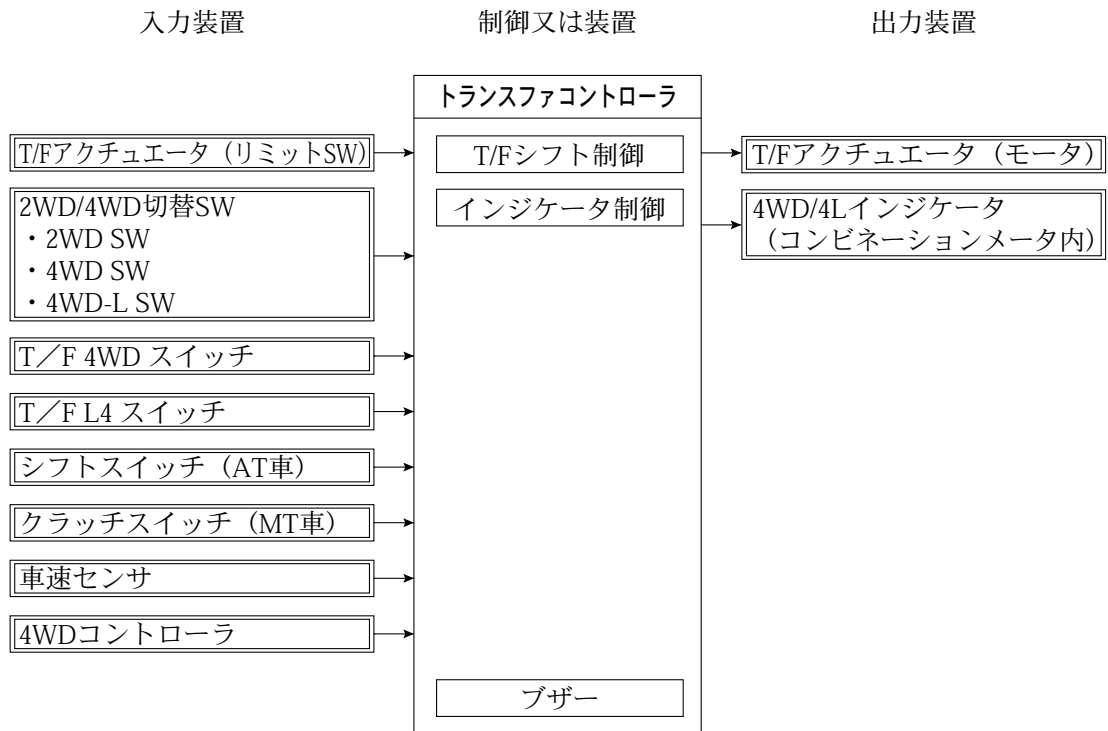 入力装置
制御又は装置
出力装置
トランスファコントローラ
T/Fアクチュエータ（リミットSW）
T/Fシフト制御
T/Fアクチュエータ（モータ）
2WD/4WD切替SW
・2WD SW
・4WD SW
・4WD-L SW
インジケータ制御
4WD/4Lインジケータ
（コンビネーションメータ内）
T／F 4WD スイッチ
T／F L4 スイッチ
シフトスイッチ（AT車）
クラッチスイッチ（MT車）
車速センサ
4WDコントローラ
ブザー